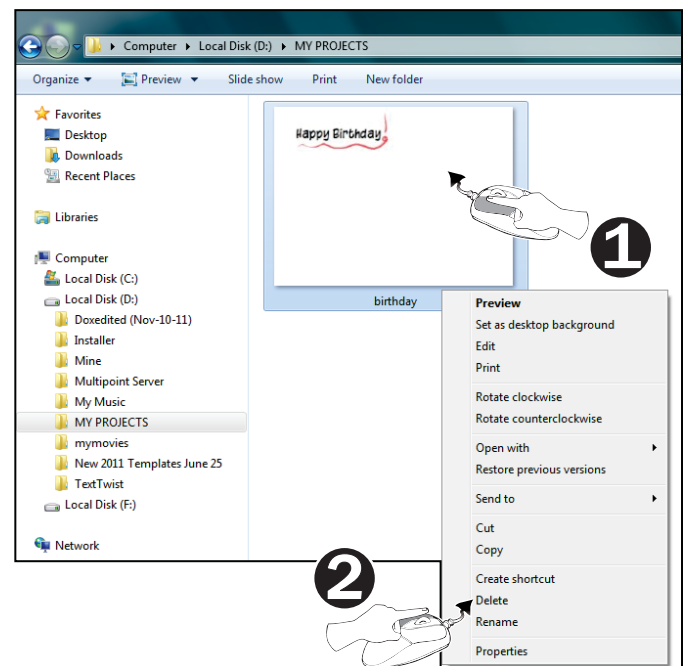 Computer ▸ Local Disk (D:) ▸ MY PROJECTS
Organize Preview Slide show Print New folder
Favorites
Desktop
Downloads
Recent Places
Libraries
Computer
Local Disk (C:)
Local Disk (D:)
Doxedited (Nov-10-11)
Installer
Mine
Multipoint Server
My Music
MY PROJECTS
mymovies
New 2011 Templates June 25
TextTwist
Local Disk (F:)
Network
Happy Birthday!
birthday
1
Preview
Set as desktop background
Edit
Print
Rotate clockwise
Rotate counterclockwise
Open with
Restore previous versions
Send to
Cut
Copy
Create shortcut
Delete
Rename
Properties
2